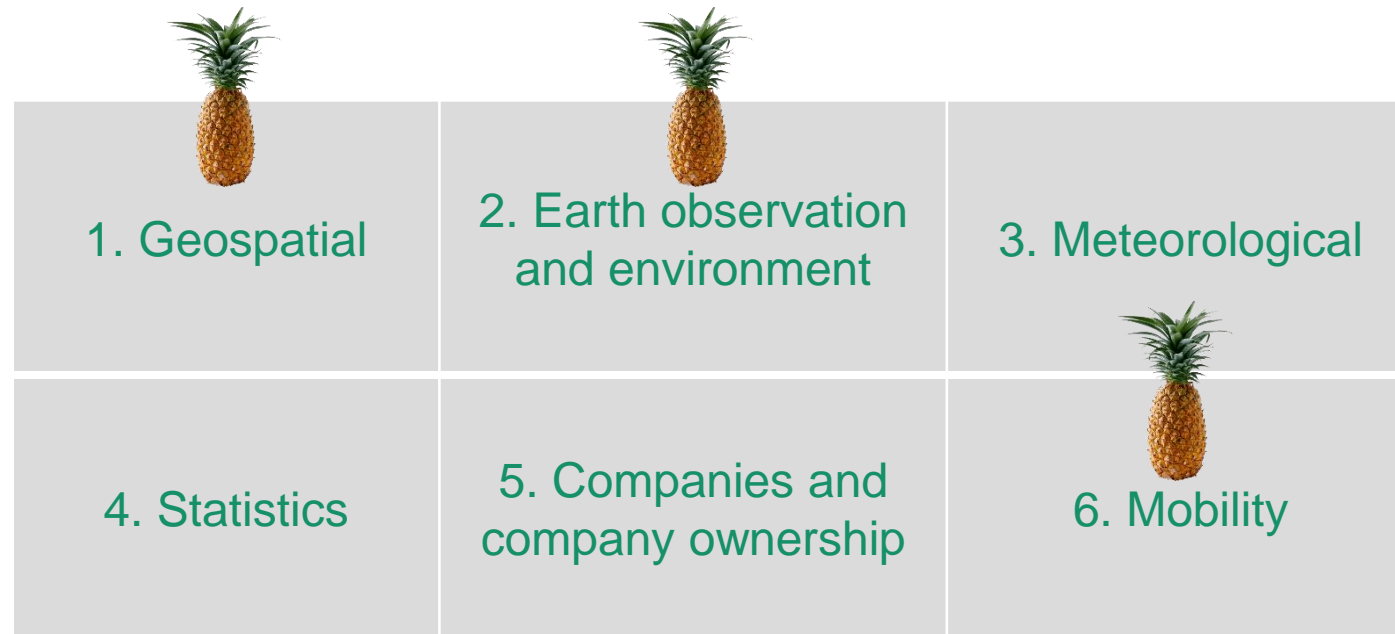 1. Geospatial
2. Earth observation
and environment
3. Meteorological
4. Statistics
5. Companies and
company ownership
6. Mobility